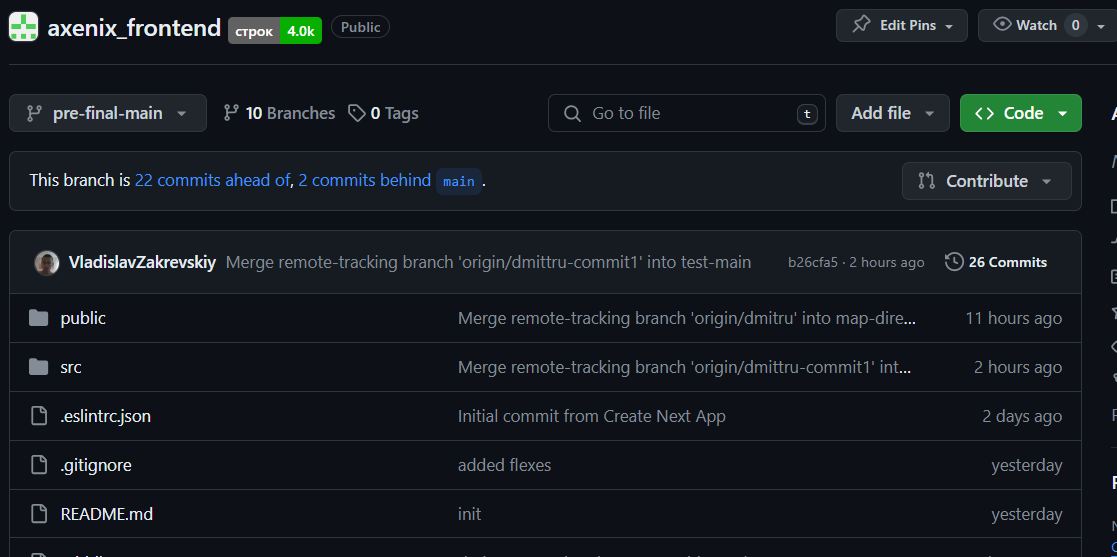 axenix_frontend строк 4.0k Public Edit Pins Watch 0
pre-final-main 10 Branches 0 Tags Go to file t Add file Code
This branch is 22 commits ahead of, 2 commits behind main.
Contribute
VladislavZakrevskiy Merge remote-tracking branch 'origin/dmittru-commit1' into test-main b26cfa5 · 2 hours ago 26 Commits
public Merge remote-tracking branch 'origin/dmitru' into map-dire... 11 hours ago
src Merge remote-tracking branch 'origin/dmittru-commit1' int... 2 hours ago
.eslintrc.json Initial commit from Create Next App 2 days ago
.gitignore added flexes yesterday
README.md init yesterday